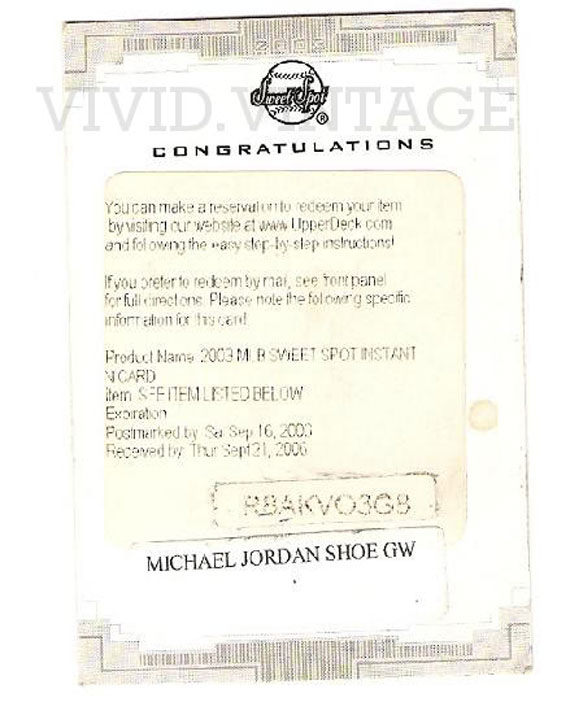 2003
Sweet Spot
®
VIVID.VINTAGE
CONGRATULATIONS
You can make a reservation to redeem your item
by visiting our website at www.UpperDeck.com
and following the easy step-by-step instructions!
If you prefer to redeem by mail, see front panel
for full directions. Please note the following specific
information for this card:
Product Name: 2003 MLB SWEET SPOT INSTANT
N CARD
Item: SEE ITEM LISTED BELOW
Expiration
Postmarked by: Sat Sep 16, 2006
Received by: Thur Sept 21, 2006
R8AKVO3G8
MICHAEL JORDAN SHOE GW